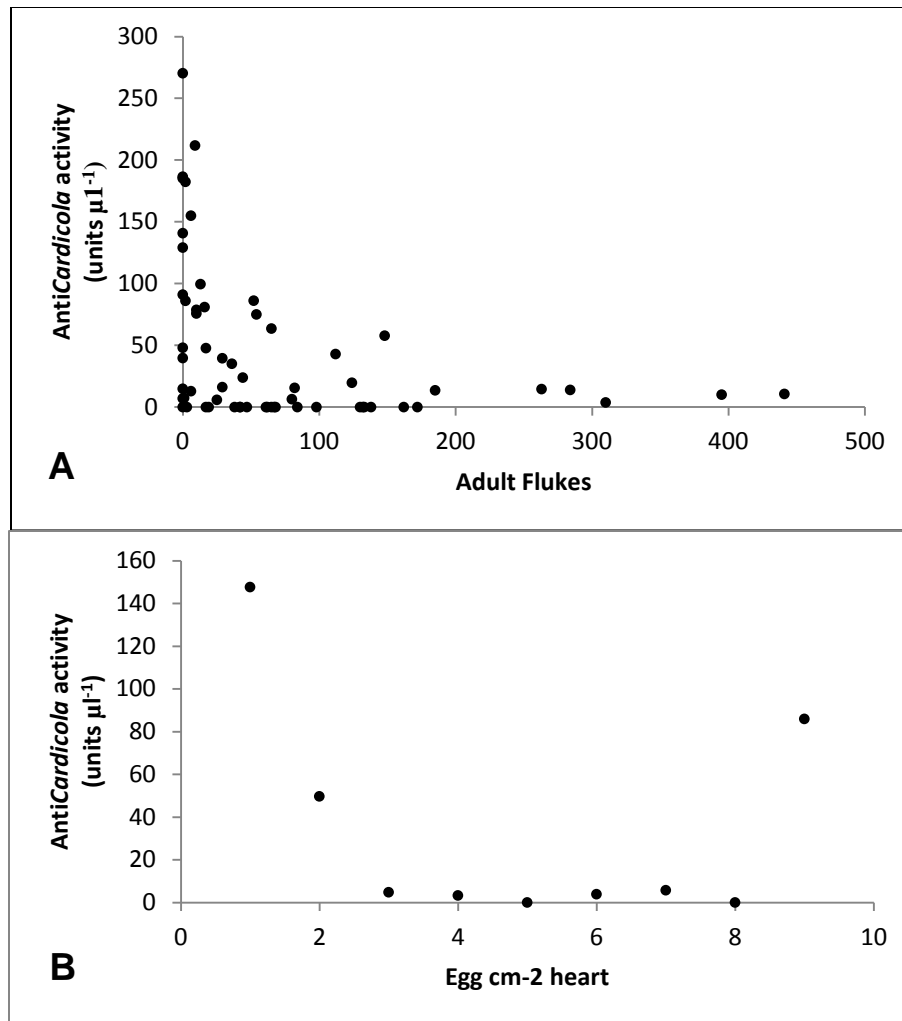 300
250
200
150
100
50
0
AntiCardicola activity
(units µ1⁻¹)
0 100 200 300 400 500
A
Adult Flukes
160
140
120
100
80
60
40
20
0
AntiCardicola activity
(units µl⁻¹)
0 2 4 6 8 10
B
Egg cm-2 heart